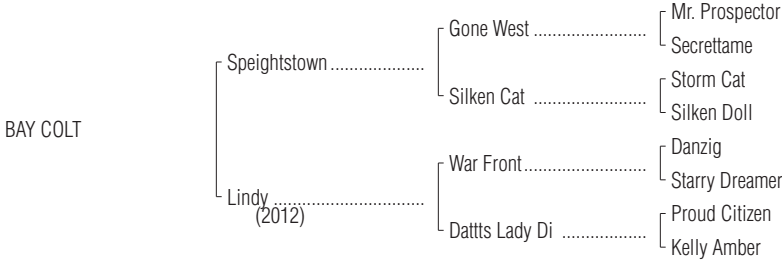 Mr. Prospector
Gone West ........................
Secrettame
Speightstown ....................
Storm Cat
Silken Cat ........................
Silken Doll
BAY COLT
Danzig
War Front..........................
Starry Dreamer
Lindy ................................
(2012)
Proud Citizen
Dattts Lady Di ..................
Kelly Amber